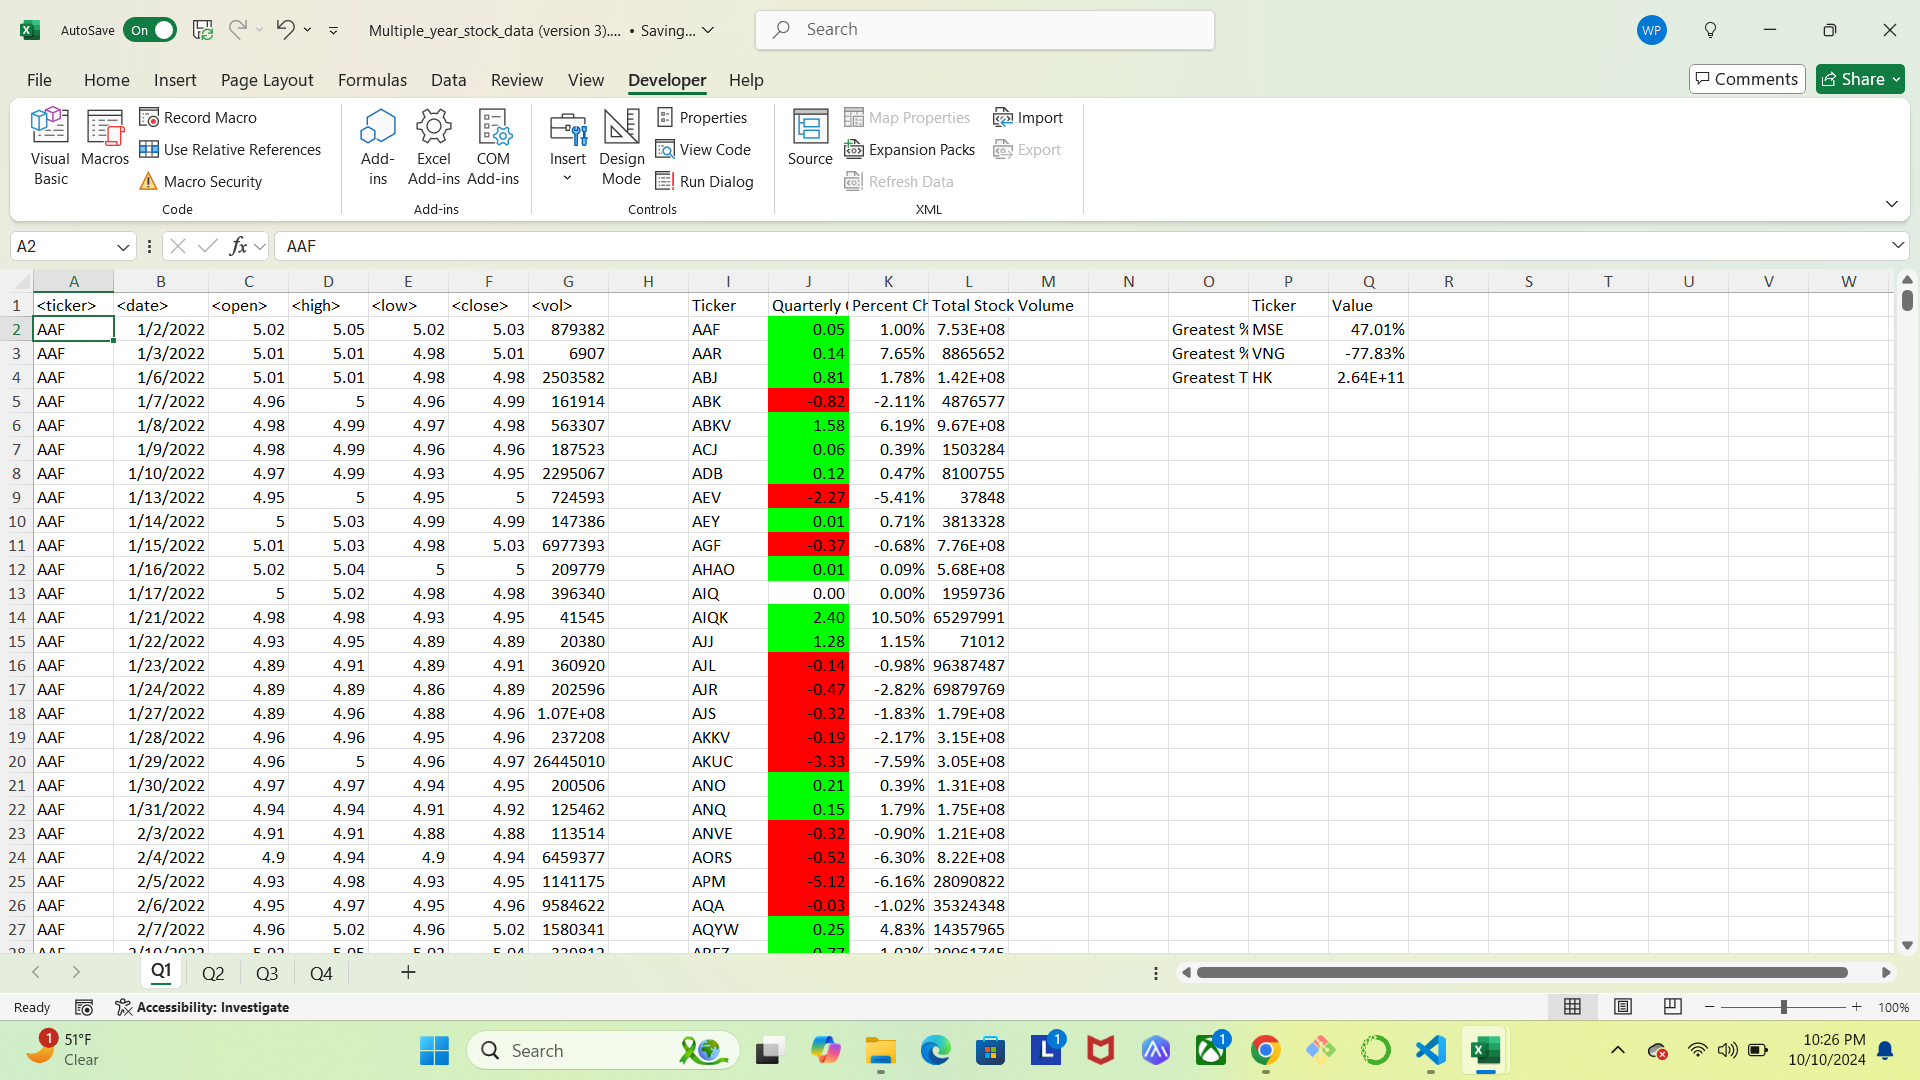 AutoSave On Multiple_year_stock_data (version 3).... • Saving... Search WP
File Home Insert Page Layout Formulas Data Review View Developer Help Comments Share
Visual Basic Macros Record Macro Use Relative References Macro Security Code
Add-ins Excel Add-ins COM Add-ins Add-ins
Insert Design Mode Properties View Code Run Dialog Controls
Source Map Properties Expansion Packs Refresh Data Import Export XML
A2 fx AAF
A B C D E F G H I J K L M N O P Q R S T U V W
1 <ticker> <date> <open> <high> <low> <close> <vol> Ticker Quarterly Percent Ch Total Stock Volume Ticker Value
2 AAF 1/2/2022 5.02 5.05 5.02 5.03 879382 AAF 0.05 1.00% 7.53E+08 Greatest % MSE 47.01%
3 AAF 1/3/2022 5.01 5.01 4.98 5.01 6907 AAR 0.14 7.65% 8865652 Greatest % VNG -77.83%
4 AAF 1/6/2022 5.01 5.01 4.98 4.98 2503582 ABJ 0.81 1.78% 1.42E+08 Greatest T HK 2.64E+11
5 AAF 1/7/2022 4.96 5 4.96 4.99 161914 ABK -0.82 -2.11% 4876577
6 AAF 1/8/2022 4.98 4.99 4.97 4.98 563307 ABKV 1.58 6.19% 9.67E+08
7 AAF 1/9/2022 4.98 4.99 4.96 4.96 187523 ACJ 0.06 0.39% 1503284
8 AAF 1/10/2022 4.97 4.99 4.93 4.95 2295067 ADB 0.12 0.47% 8100755
9 AAF 1/13/2022 4.95 5 4.95 5 724593 AEV -2.27 -5.41% 37848
10 AAF 1/14/2022 5 5.03 4.99 4.99 147386 AEY 0.01 0.71% 3813328
11 AAF 1/15/2022 5.01 5.03 4.98 5.03 6977393 AGF -0.37 -0.68% 7.76E+08
12 AAF 1/16/2022 5.02 5.04 5 5 209779 AHAO 0.01 0.09% 5.68E+08
13 AAF 1/17/2022 5 5.02 4.98 4.98 396340 AIQ 0.00 0.00% 1959736
14 AAF 1/21/2022 4.98 4.98 4.93 4.95 41545 AIQK 2.40 10.50% 65297991
15 AAF 1/22/2022 4.93 4.95 4.89 4.89 20380 AJJ 1.28 1.15% 71012
16 AAF 1/23/2022 4.89 4.91 4.89 4.91 360920 AJL -0.14 -0.98% 96387487
17 AAF 1/24/2022 4.89 4.89 4.86 4.89 202596 AJR -0.47 -2.82% 69879769
18 AAF 1/27/2022 4.89 4.96 4.88 4.96 1.07E+08 AJS -0.32 -1.83% 1.79E+08
19 AAF 1/28/2022 4.96 4.96 4.95 4.96 237208 AKKV -0.19 -2.17% 3.15E+08
20 AAF 1/29/2022 4.96 5 4.96 4.97 26445010 AKUC -3.33 -7.59% 3.05E+08
21 AAF 1/30/2022 4.97 4.97 4.94 4.95 200506 ANO 0.21 0.39% 1.31E+08
22 AAF 1/31/2022 4.94 4.94 4.91 4.92 125462 ANQ 0.15 1.79% 1.75E+08
23 AAF 2/3/2022 4.91 4.91 4.88 4.88 113514 ANVE -0.32 -0.90% 1.21E+08
24 AAF 2/4/2022 4.9 4.94 4.9 4.94 6459377 AORS -0.52 -6.30% 8.22E+08
25 AAF 2/5/2022 4.93 4.98 4.93 4.95 1141175 APM -5.12 -6.16% 28090822
26 AAF 2/6/2022 4.95 4.97 4.95 4.96 9584622 AQA -0.03 -1.02% 35324348
27 AAF 2/7/2022 4.96 5.02 4.96 5.02 1580341 AQYW 0.25 4.83% 14357965
Q1 Q2 Q3 Q4
Ready Accessibility: Investigate 100%
1 51°F Clear Search 1 1 10:26 PM 10/10/2024